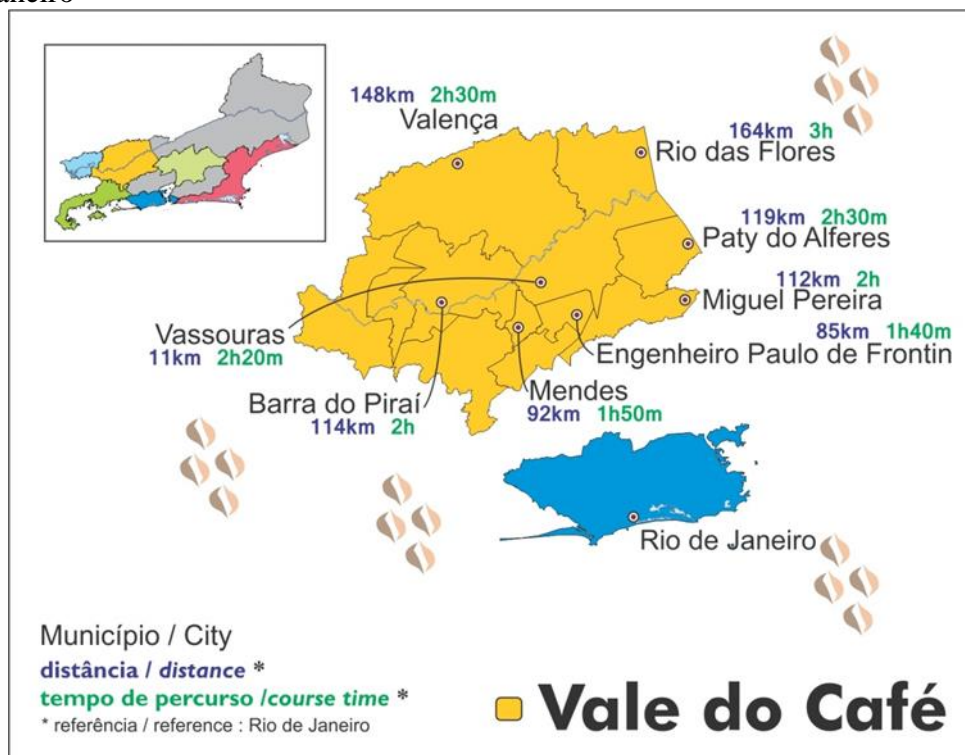 aneiro
148km 2h30m
Valença
164km 3h
Rio das Flores
119km 2h30m
Paty do Alferes
112km 2h
Miguel Pereira
85km 1h40m
Engenheiro Paulo de Frontin
Vassouras
11km 2h20m
Mendes
92km 1h50m
Barra do Piraí
114km 2h
Rio de Janeiro
Município / City
distância / distance *
tempo de percurso /course time *
* referência / reference : Rio de Janeiro
Vale do Café